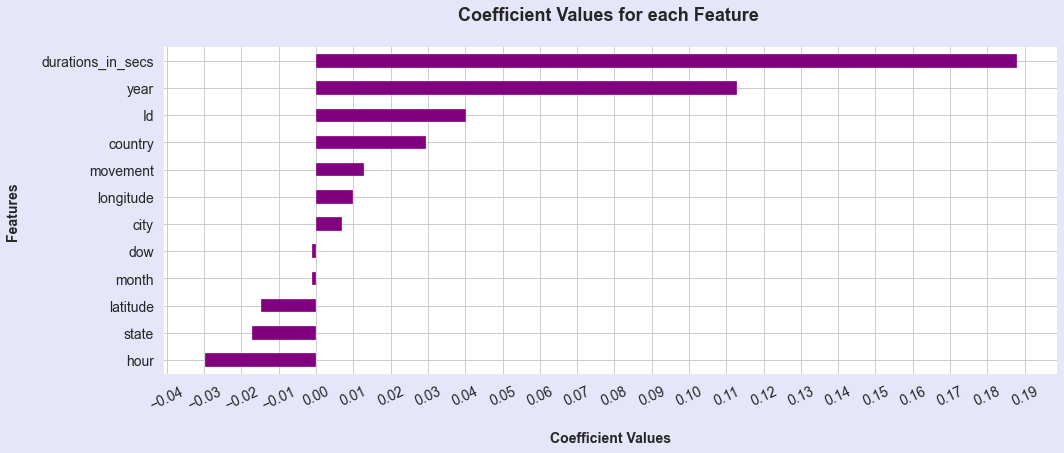 Coefficient Values for each Feature
durations_in_secs
year
Id
country
movement
longitude
city
dow
month
latitude
state
hour
Features
−0.04 −0.03 −0.02 −0.01 0.00 0.01 0.02 0.03 0.04 0.05 0.06 0.07 0.08 0.09 0.10 0.11 0.12 0.13 0.14 0.15 0.16 0.17 0.18 0.19
Coefficient Values